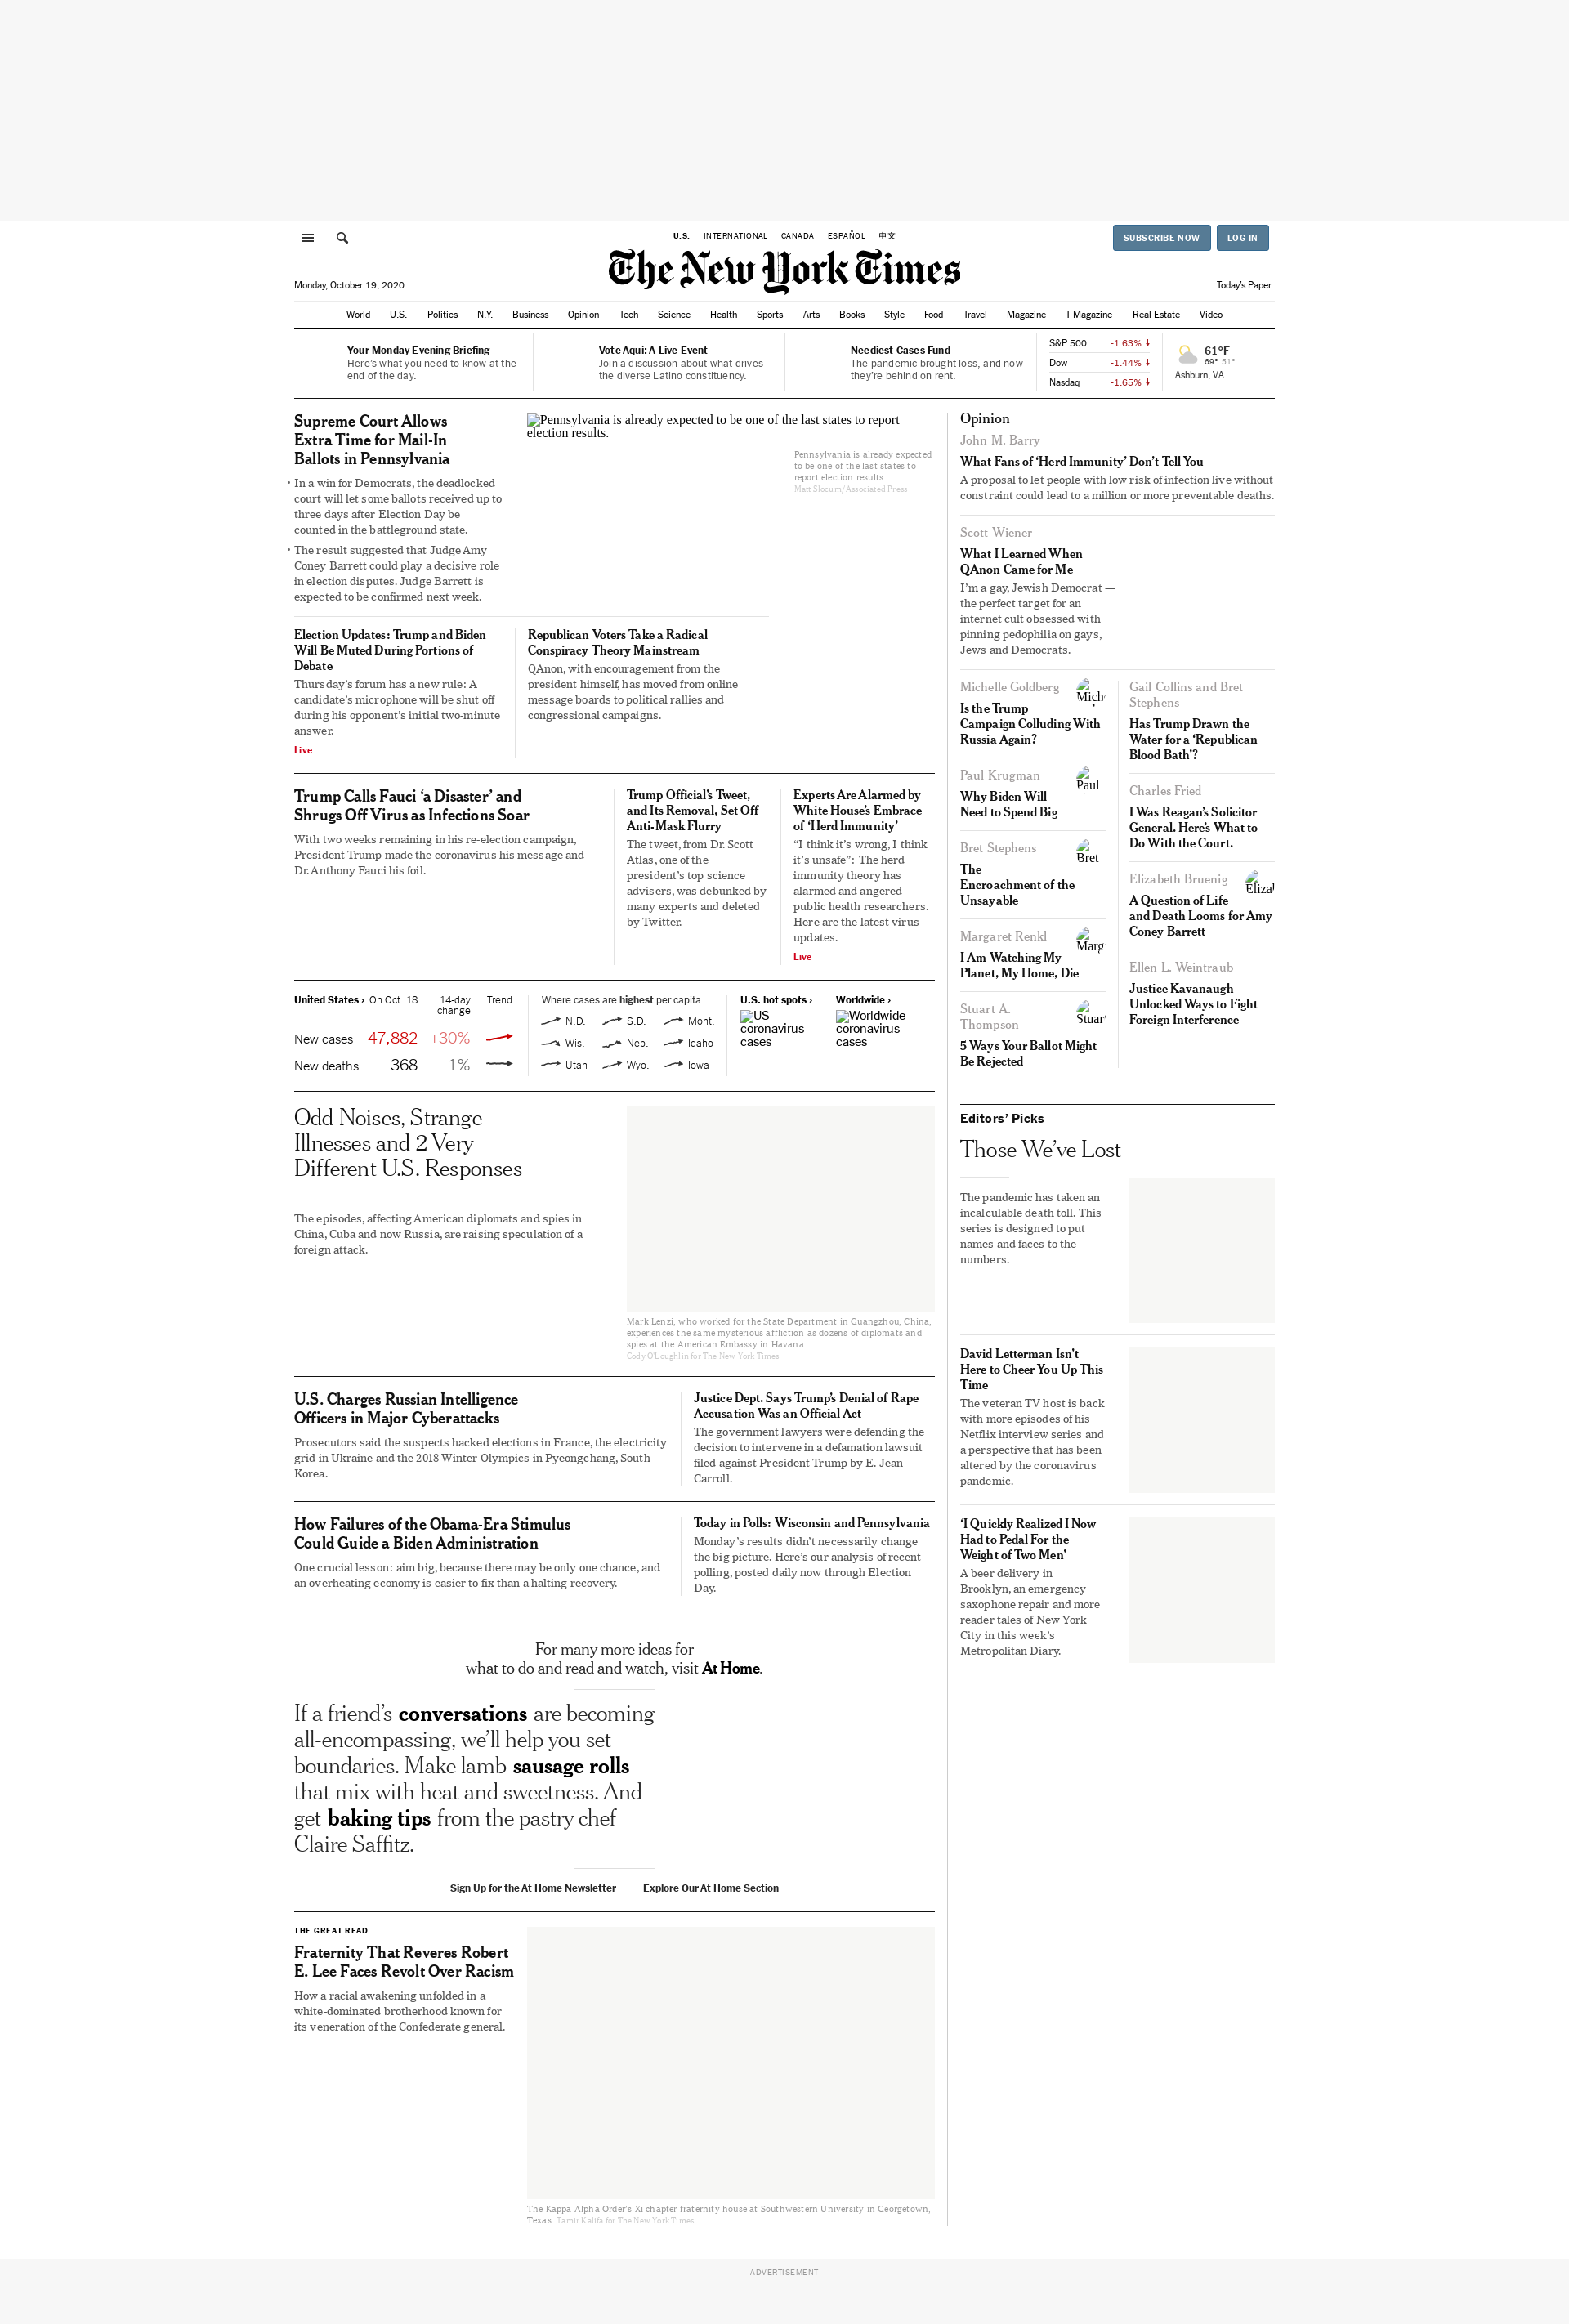 U.S. INTERNATIONAL CANADA ESPAÑOL 中文
SUBSCRIBE NOW LOG IN
The New York Times
Monday, October 19, 2020
Today's Paper
World U.S. Politics N.Y. Business Opinion Tech Science Health Sports Arts Books Style Food Travel Magazine T Magazine Real Estate Video
Your Monday Evening Briefing
Here's what you need to know at the
end of the day.
Vote Aquí: A Live Event
Join a discussion about what drives
the diverse Latino constituency.
Neediest Cases Fund
The pandemic brought loss, and now
they're behind on rent.
S&P 500 -1.63%
Dow -1.44%
Nasdaq -1.65%
61°F
69° 51°
Ashburn, VA
Supreme Court Allows
Extra Time for Mail-In
Ballots in Pennsylvania
• In a win for Democrats, the deadlocked
court will let some ballots received up to
three days after Election Day be
counted in the battleground state.
• The result suggested that Judge Amy
Coney Barrett could play a decisive role
in election disputes. Judge Barrett is
expected to be confirmed next week.
Pennsylvania is already expected to be one of the last states to report
election results.
Pennsylvania is already expected
to be one of the last states to
report election results.
Matt Slocum/Associated Press
Election Updates: Trump and Biden
Will Be Muted During Portions of
Debate
Thursday's forum has a new rule: A
candidate's microphone will be shut off
during his opponent's initial two-minute
answer.
Live
Republican Voters Take a Radical
Conspiracy Theory Mainstream
QAnon, with encouragement from the
president himself, has moved from online
message boards to political rallies and
congressional campaigns.
Trump Calls Fauci ‘a Disaster’ and
Shrugs Off Virus as Infections Soar
With two weeks remaining in his re-election campaign,
President Trump made the coronavirus his message and
Dr. Anthony Fauci his foil.
Trump Official’s Tweet,
and Its Removal, Set Off
Anti-Mask Flurry
The tweet, from Dr. Scott
Atlas, one of the
president’s top science
advisers, was debunked by
many experts and deleted
by Twitter.
Experts Are Alarmed by
White House’s Embrace
of ‘Herd Immunity’
“I think it’s wrong, I think
it’s unsafe”: The herd
immunity theory has
alarmed and angered
public health researchers.
Here are the latest virus
updates.
Live
United States › On Oct. 18 14-day
change Trend
New cases 47,882 +30%
New deaths 368 –1%
Where cases are highest per capita
N.D. S.D. Mont.
Wis. Neb. Idaho
Utah Wyo. Iowa
U.S. hot spots ›
US
coronavirus
cases
Worldwide ›
Worldwide
coronavirus
cases
Odd Noises, Strange
Illnesses and 2 Very
Different U.S. Responses
The episodes, affecting American diplomats and spies in
China, Cuba and now Russia, are raising speculation of a
foreign attack.
Mark Lenzi, who worked for the State Department in Guangzhou, China,
experiences the same mysterious affliction as dozens of diplomats and
spies at the American Embassy in Havana.
Cody O’Loughlin for The New York Times
U.S. Charges Russian Intelligence
Officers in Major Cyberattacks
Prosecutors said the suspects hacked elections in France, the electricity
grid in Ukraine and the 2018 Winter Olympics in Pyeongchang, South
Korea.
Justice Dept. Says Trump’s Denial of Rape
Accusation Was an Official Act
The government lawyers were defending the
decision to intervene in a defamation lawsuit
filed against President Trump by E. Jean
Carroll.
How Failures of the Obama-Era Stimulus
Could Guide a Biden Administration
One crucial lesson: aim big, because there may be only one chance, and
an overheating economy is easier to fix than a halting recovery.
Today in Polls: Wisconsin and Pennsylvania
Monday’s results didn’t necessarily change
the big picture. Here’s our analysis of recent
polling, posted daily now through Election
Day.
For many more ideas for
what to do and read and watch, visit At Home.
If a friend’s conversations are becoming
all-encompassing, we’ll help you set
boundaries. Make lamb sausage rolls
that mix with heat and sweetness. And
get baking tips from the pastry chef
Claire Saffitz.
Sign Up for the At Home Newsletter Explore Our At Home Section
THE GREAT READ
Fraternity That Reveres Robert
E. Lee Faces Revolt Over Racism
How a racial awakening unfolded in a
white-dominated brotherhood known for
its veneration of the Confederate general.
The Kappa Alpha Order’s Xi chapter fraternity house at Southwestern University in Georgetown,
Texas. Tamir Kalifa for The New York Times
Opinion
John M. Barry
What Fans of ‘Herd Immunity’ Don’t Tell You
A proposal to let people with low risk of infection live without
constraint could lead to a million or more preventable deaths.
Scott Wiener
What I Learned When
QAnon Came for Me
I’m a gay, Jewish Democrat —
the perfect target for an
internet cult obsessed with
pinning pedophilia on gays,
Jews and Democrats.
Michelle Goldberg
Is the Trump
Campaign Colluding With
Russia Again?
Paul Krugman
Paul
Why Biden Will
Need to Spend Big
Bret Stephens
Bret
The
Encroachment of the
Unsayable
Margaret Renkl
I Am Watching My
Planet, My Home, Die
Stuart A.
Thompson
5 Ways Your Ballot Might
Be Rejected
Gail Collins and Bret
Stephens
Has Trump Drawn the
Water for a ‘Republican
Blood Bath’?
Charles Fried
I Was Reagan’s Solicitor
General. Here’s What to
Do With the Court.
Elizabeth Bruenig
A Question of Life
and Death Looms for Amy
Coney Barrett
Ellen L. Weintraub
Justice Kavanaugh
Unlocked Ways to Fight
Foreign Interference
Editors’ Picks
Those We’ve Lost
The pandemic has taken an
incalculable death toll. This
series is designed to put
names and faces to the
numbers.
David Letterman Isn’t
Here to Cheer You Up This
Time
The veteran TV host is back
with more episodes of his
Netflix interview series and
a perspective that has been
altered by the coronavirus
pandemic.
‘I Quickly Realized I Now
Had to Pedal For the
Weight of Two Men’
A beer delivery in
Brooklyn, an emergency
saxophone repair and more
reader tales of New York
City in this week’s
Metropolitan Diary.
ADVERTISEMENT